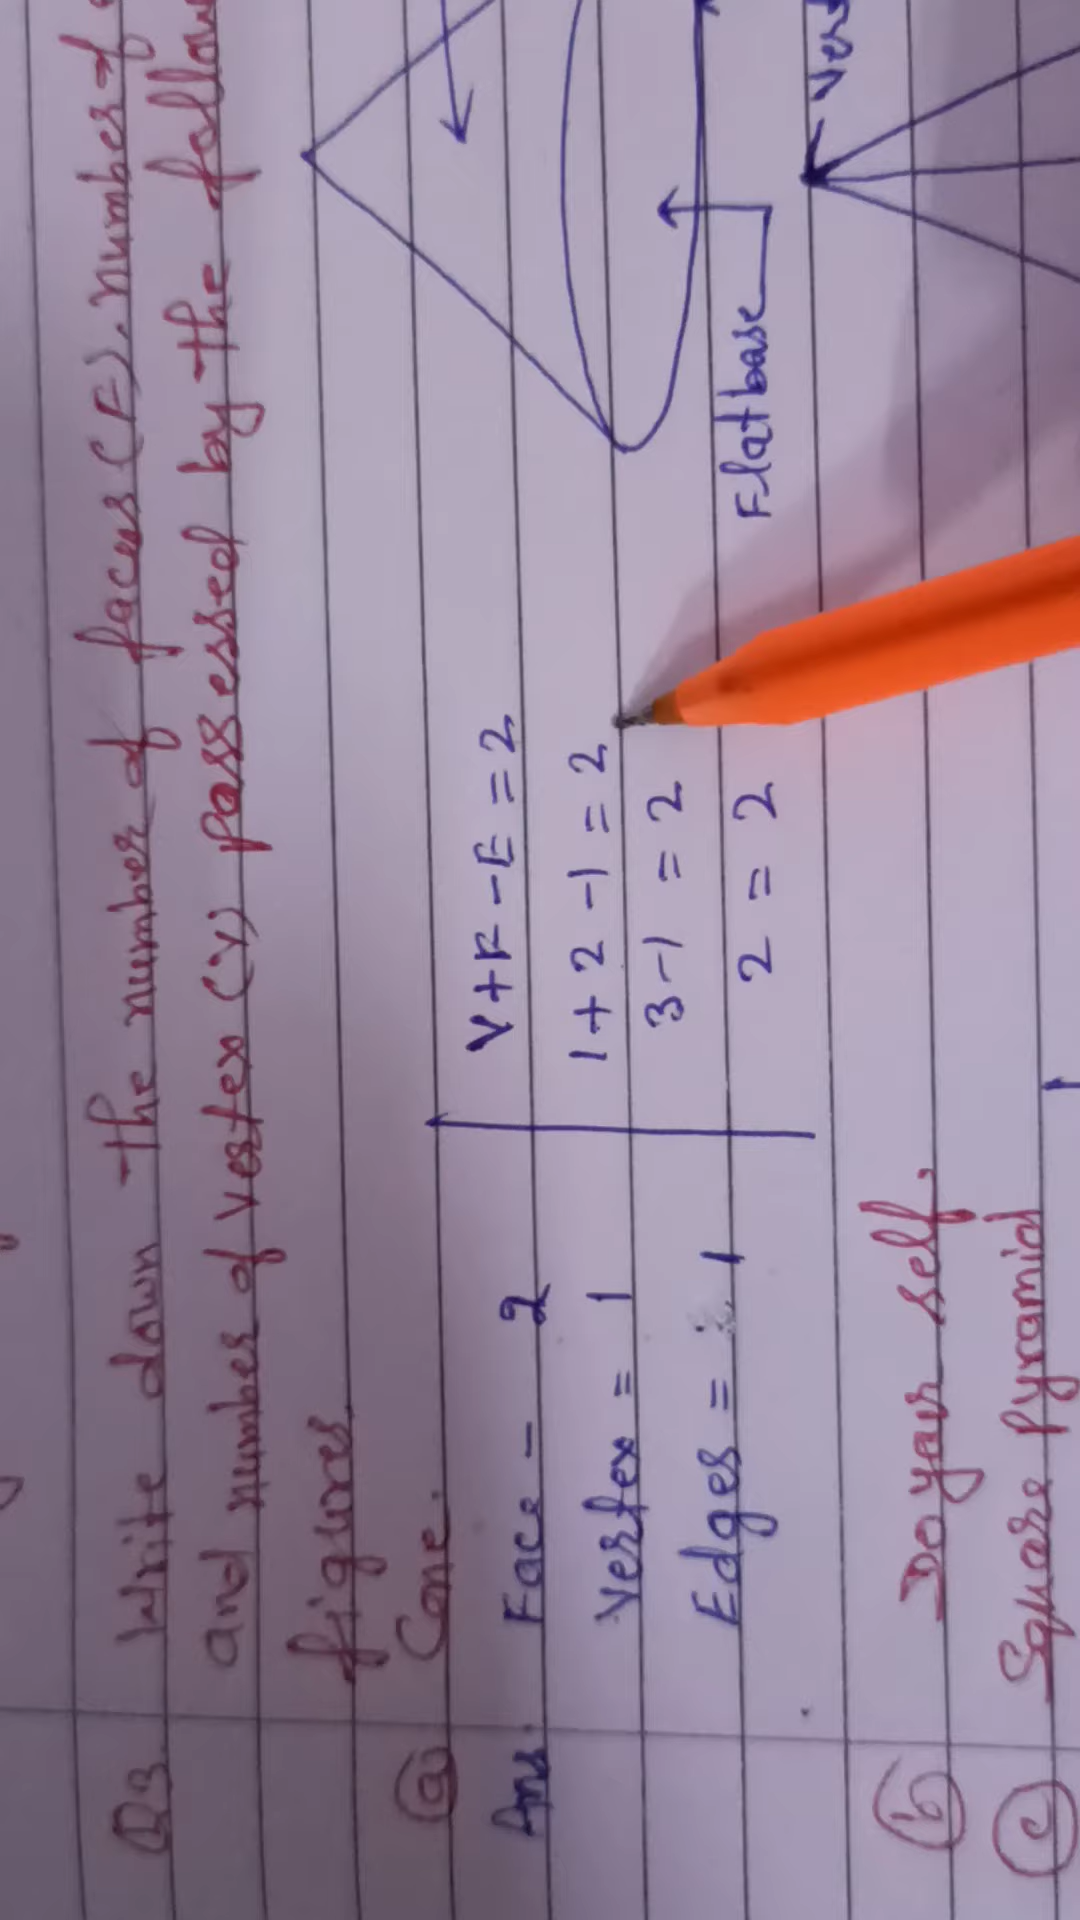 Q3. Write down the number of faces (F), number of
and number of vertex (V) possessed by the follow
figures
(a) Cone.
Ans. Face - 2
Vertex = 1
Edges = 1
V+F-E=2
1+2-1=2
3-1=2
2=2
Flat base
(b) Do your self.
(c) Square Pyramid